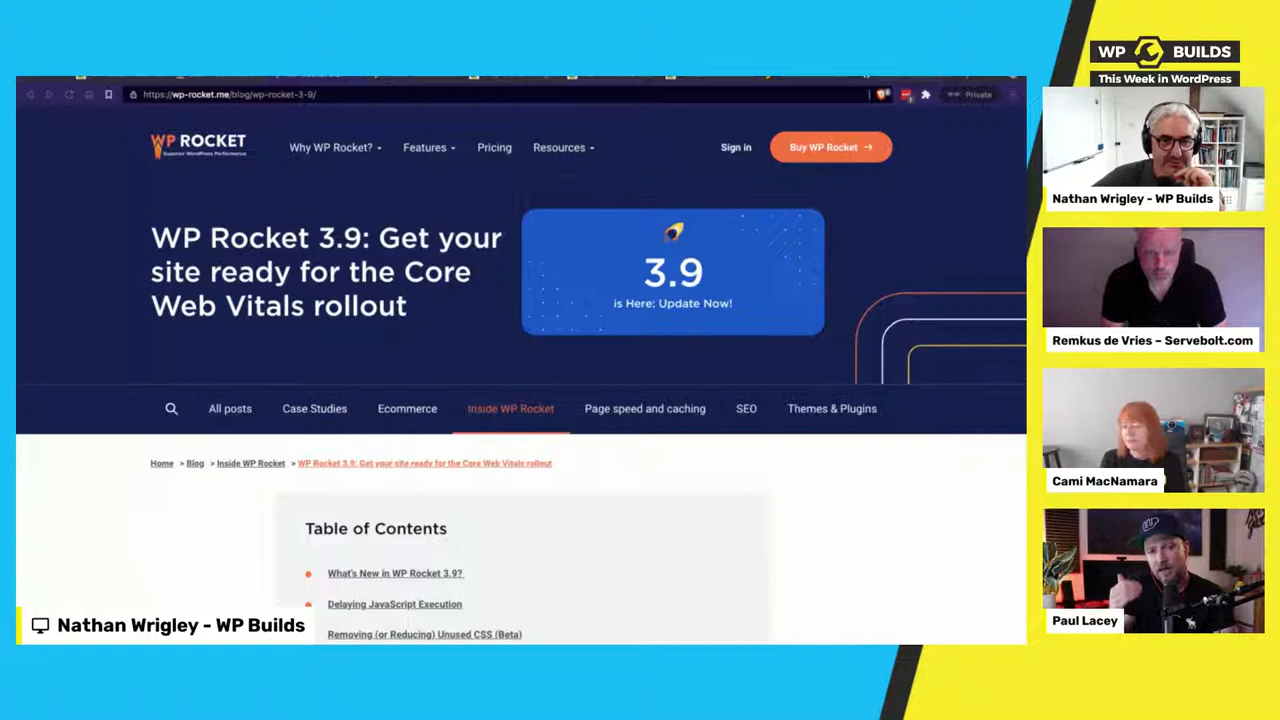 WP BUILDS
This Week in WordPress
https://wp-rocket.me/blog/wp-rocket-3-9/
Private
WP ROCKET
Superior WordPress Performance
Why WP Rocket?
Features
Pricing
Resources
Sign in
Buy WP Rocket →
WP Rocket 3.9: Get your
site ready for the Core
Web Vitals rollout
3.9
is Here: Update Now!
All posts
Case Studies
Ecommerce
Inside WP Rocket
Page speed and caching
SEO
Themes & Plugins
Home > Blog > Inside WP Rocket > WP Rocket 3.9: Get your site ready for the Core Web Vitals rollout
Table of Contents
What's New in WP Rocket 3.9?
Delaying JavaScript Execution
Removing (or Reducing) Unused CSS (Beta)
Nathan Wrigley - WP Builds
Nathan Wrigley - WP Builds
Remkus de Vries – Servebolt.com
Cami MacNamara
Paul Lacey